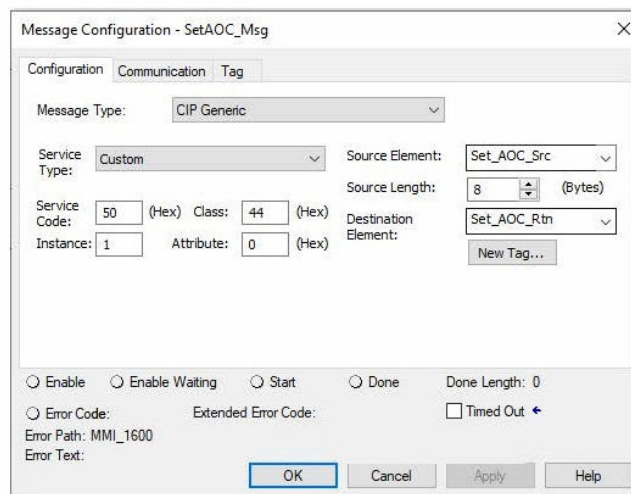 Message Configuration - SetAOC_Msg
Configuration Communication Tag
Message Type: CIP Generic
Service Type: Custom
Source Element: Set_AOC_Src
Source Length: 8 (Bytes)
Service Code: 50 (Hex) Class: 44 (Hex)
Destination Element: Set_AOC_Rtn
Instance: 1 Attribute: 0 (Hex)
New Tag...
Enable Enable Waiting Start Done Done Length: 0
Error Code: Extended Error Code: Timed Out
Error Path: MMI_1600
Error Text:
OK Cancel Apply Help